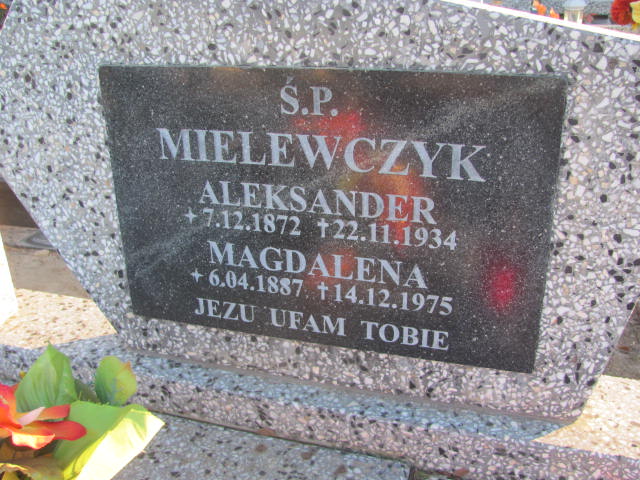 Ś.P.
MIELEWCZYK
ALEKSANDER
+7.12.1872 †22.11.1934
MAGDALENA
+6.04.1887 †14.12.1975
JEZU UFAM TOBIE